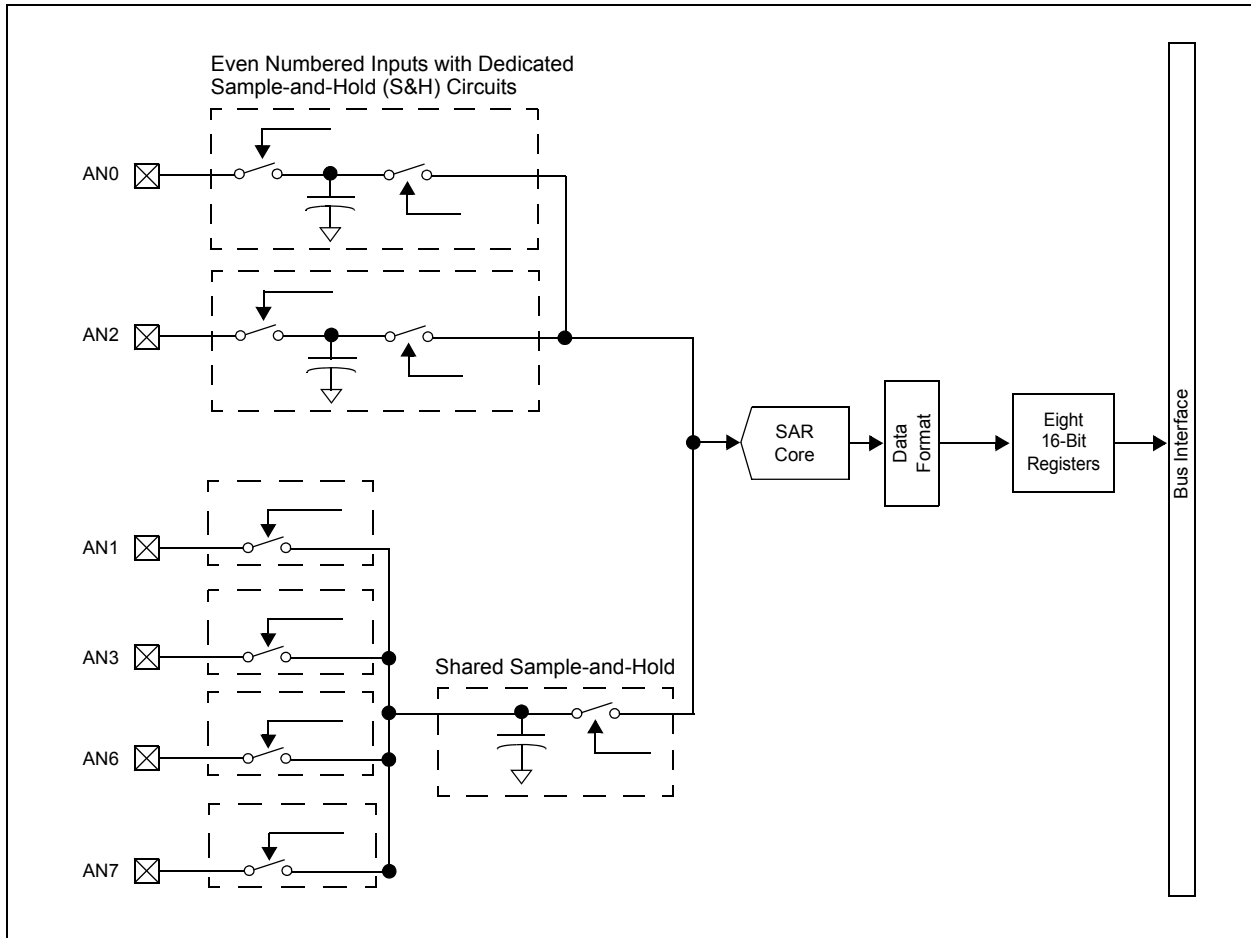 Even Numbered Inputs with Dedicated
Sample-and-Hold (S&H) Circuits
AN0
AN2
SAR
Core
Data
Format
Eight
16-Bit
Registers
Bus Interface
AN1
AN3
Shared Sample-and-Hold
AN6
AN7